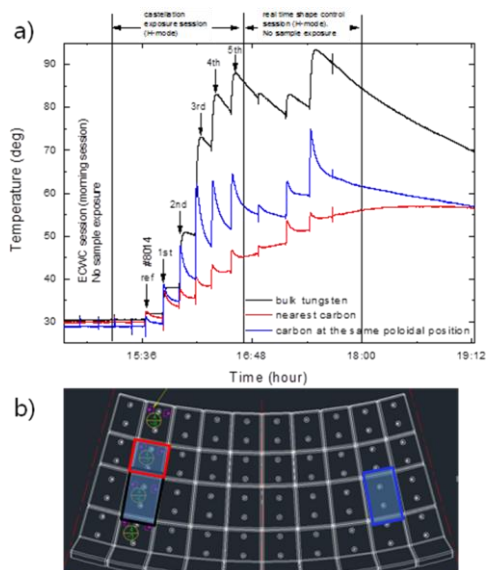 a)
castellation
exposure session
(H-mode)
real time shape control
session (H-mode).
No sample exposure
90
80
70
60
50
40
30
Temperature (deg)
ECWC session (morning session)
No sample exposure
#8014
ref
1st
2nd
3rd
4th
5th
bulk tungsten
nearest carbon
carbon at the same poloidal position
15:36
16:48
18:00
19:12
Time (hour)
b)